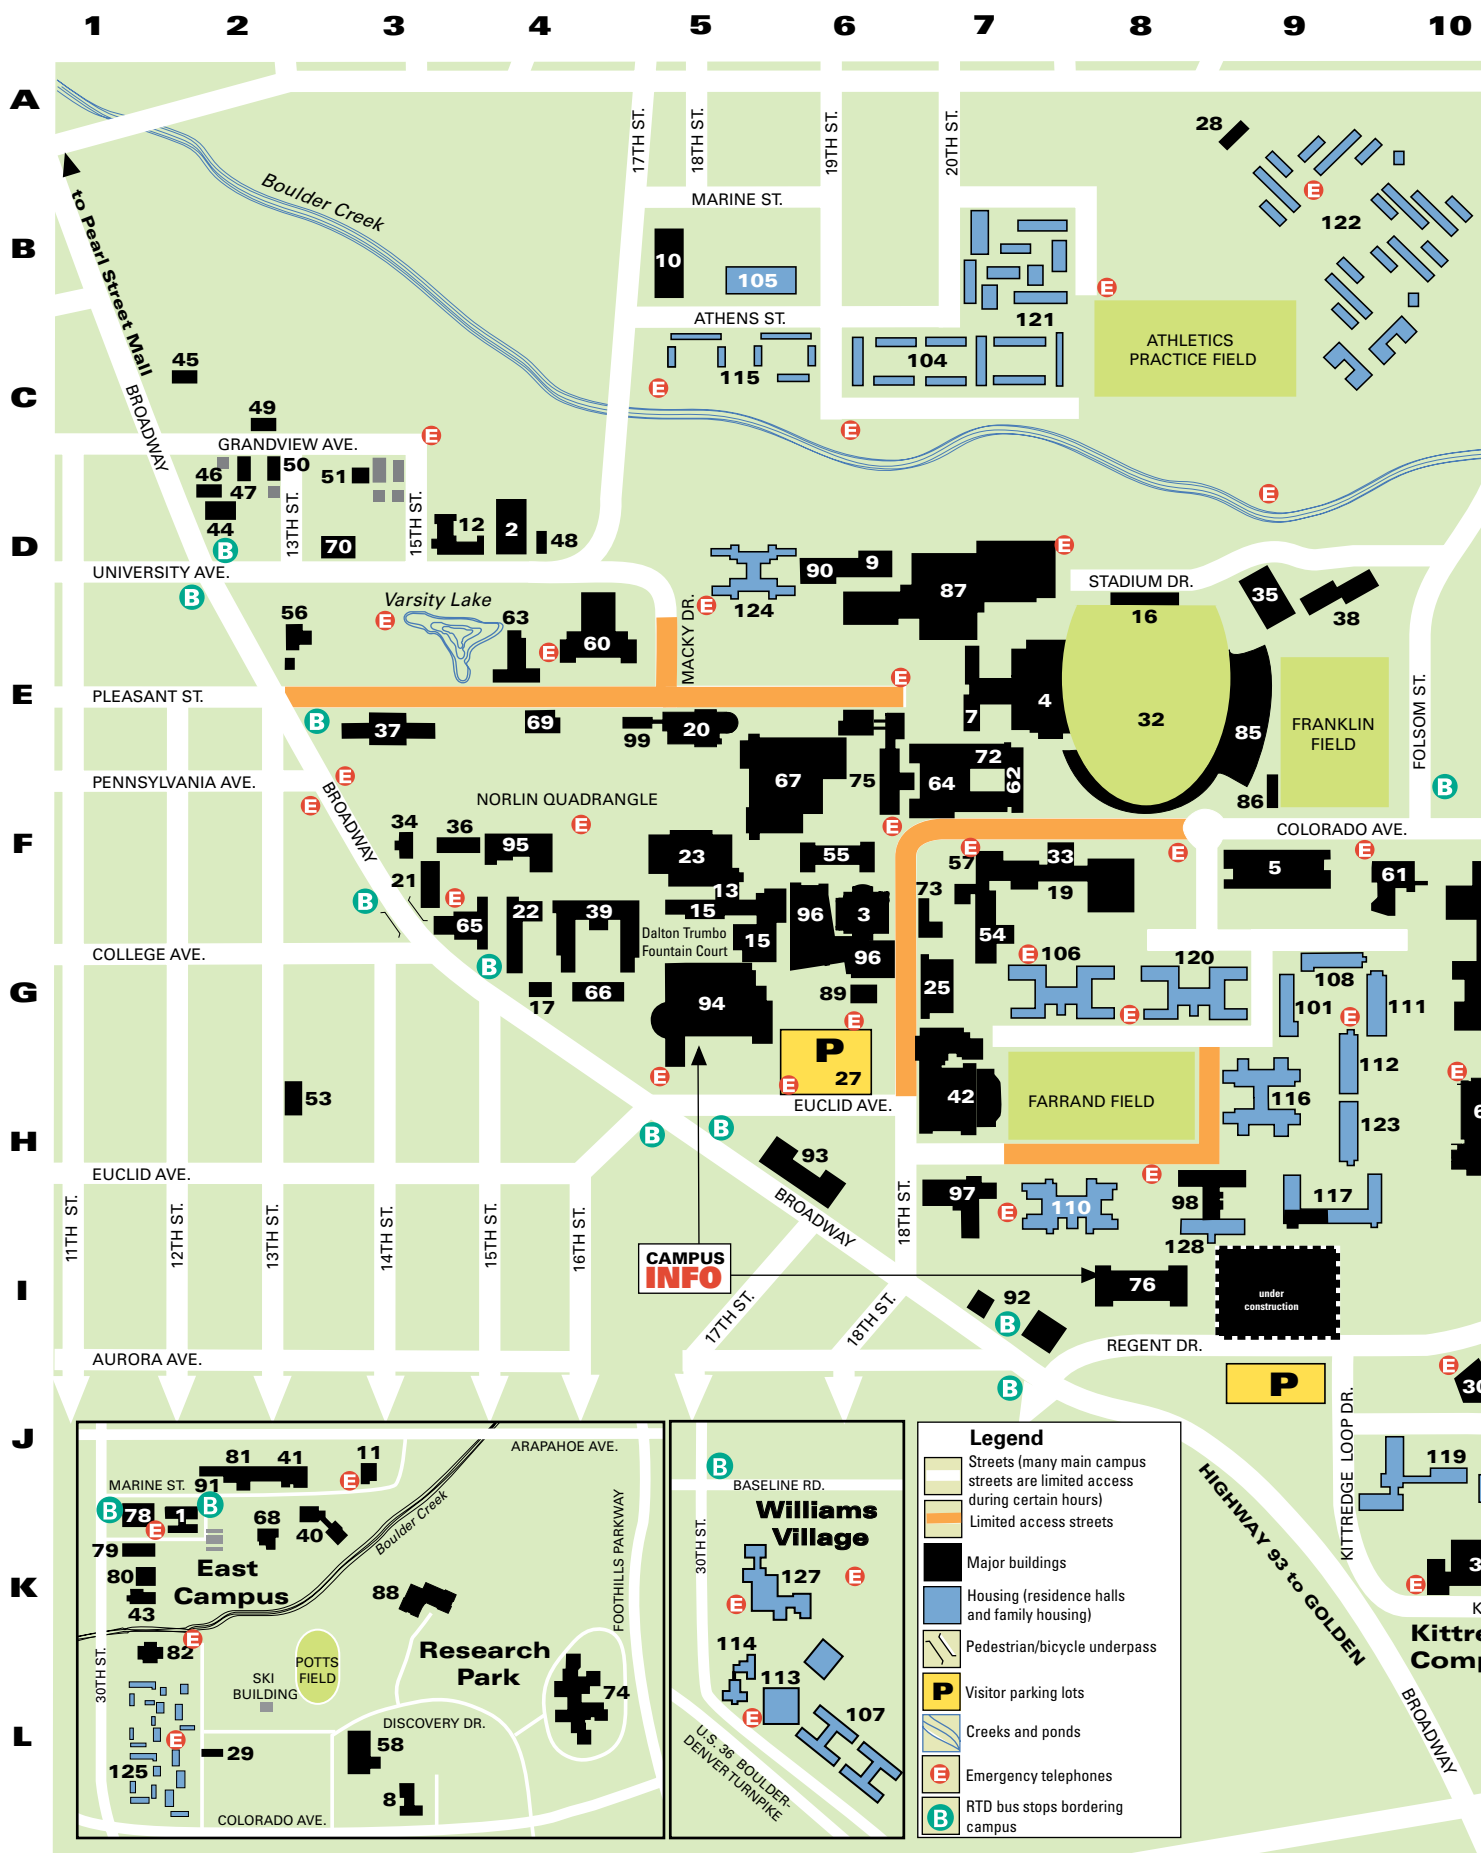 1 2 3 4 5 6 7 8 9 10
A
B
C
D
E
F
G
H
I
J
K
L
17TH ST.
18TH ST.
19TH ST.
20TH ST.
28
Boulder Creek
to Pearl Street Mall
MARINE ST.
122
10
105
121
ATHENS ST.
ATHLETICS
PRACTICE FIELD
104
115
45
BROADWAY
49
GRANDVIEW AVE.
46
47
50
51
44
13TH ST.
15TH ST.
70
12
2
48
UNIVERSITY AVE.
B
B
E
E
E
E
E
E
Varsity Lake
56
63
60
MACKY DR.
124
90
9
87
STADIUM DR.
16
35
38
PLEASANT ST.
37
69
99
20
67
75
7
4
32
85
FRANKLIN
FIELD
FOLSOM ST.
72
64
62
86
PENNSYLVANIA AVE.
BROADWAY
NORLIN QUADRANGLE
COLORADO AVE.
34
36
95
23
55
57
33
19
5
61
21
13
73
65
22
39
15
Dalton Trumbo
Fountain Court
15
96
3
96
54
COLLEGE AVE.
106
120
108
17
66
94
89
25
101
111
P
27
112
53
EUCLID AVE.
42
FARRAND FIELD
116
123
6
93
EUCLID AVE.
BROADWAY
97
110
98
117
128
11TH ST.
12TH ST.
13TH ST.
14TH ST.
15TH ST.
16TH ST.
18TH ST.
CAMPUS
INFO
76
under
construction
17TH ST.
18TH ST.
92
AURORA AVE.
REGENT DR.
P
KITTREDGE LOOP DR.
30
119
HIGHWAY 93 to GOLDEN
3
K
Kittre
Comp
BROADWAY
ARAPAHOE AVE.
81
41
11
MARINE ST.
91
78
1
68
40
Boulder Creek
79
80
43
East
Campus
88
FOOTHILLS PARKWAY
82
30TH ST.
SKI
BUILDING
POTTS
FIELD
Research
Park
74
DISCOVERY DR.
58
29
125
8
COLORADO AVE.
B
BASELINE RD.
Williams
Village
30TH ST.
127
114
113
107
U.S. 36 BOULDER-
DENVER TURNPIKE
Legend
Streets (many main campus
streets are limited access
during certain hours)
Limited access streets
Major buildings
Housing (residence halls
and family housing)
Pedestrian/bicycle underpass
P Visitor parking lots
Creeks and ponds
E Emergency telephones
B RTD bus stops bordering
campus